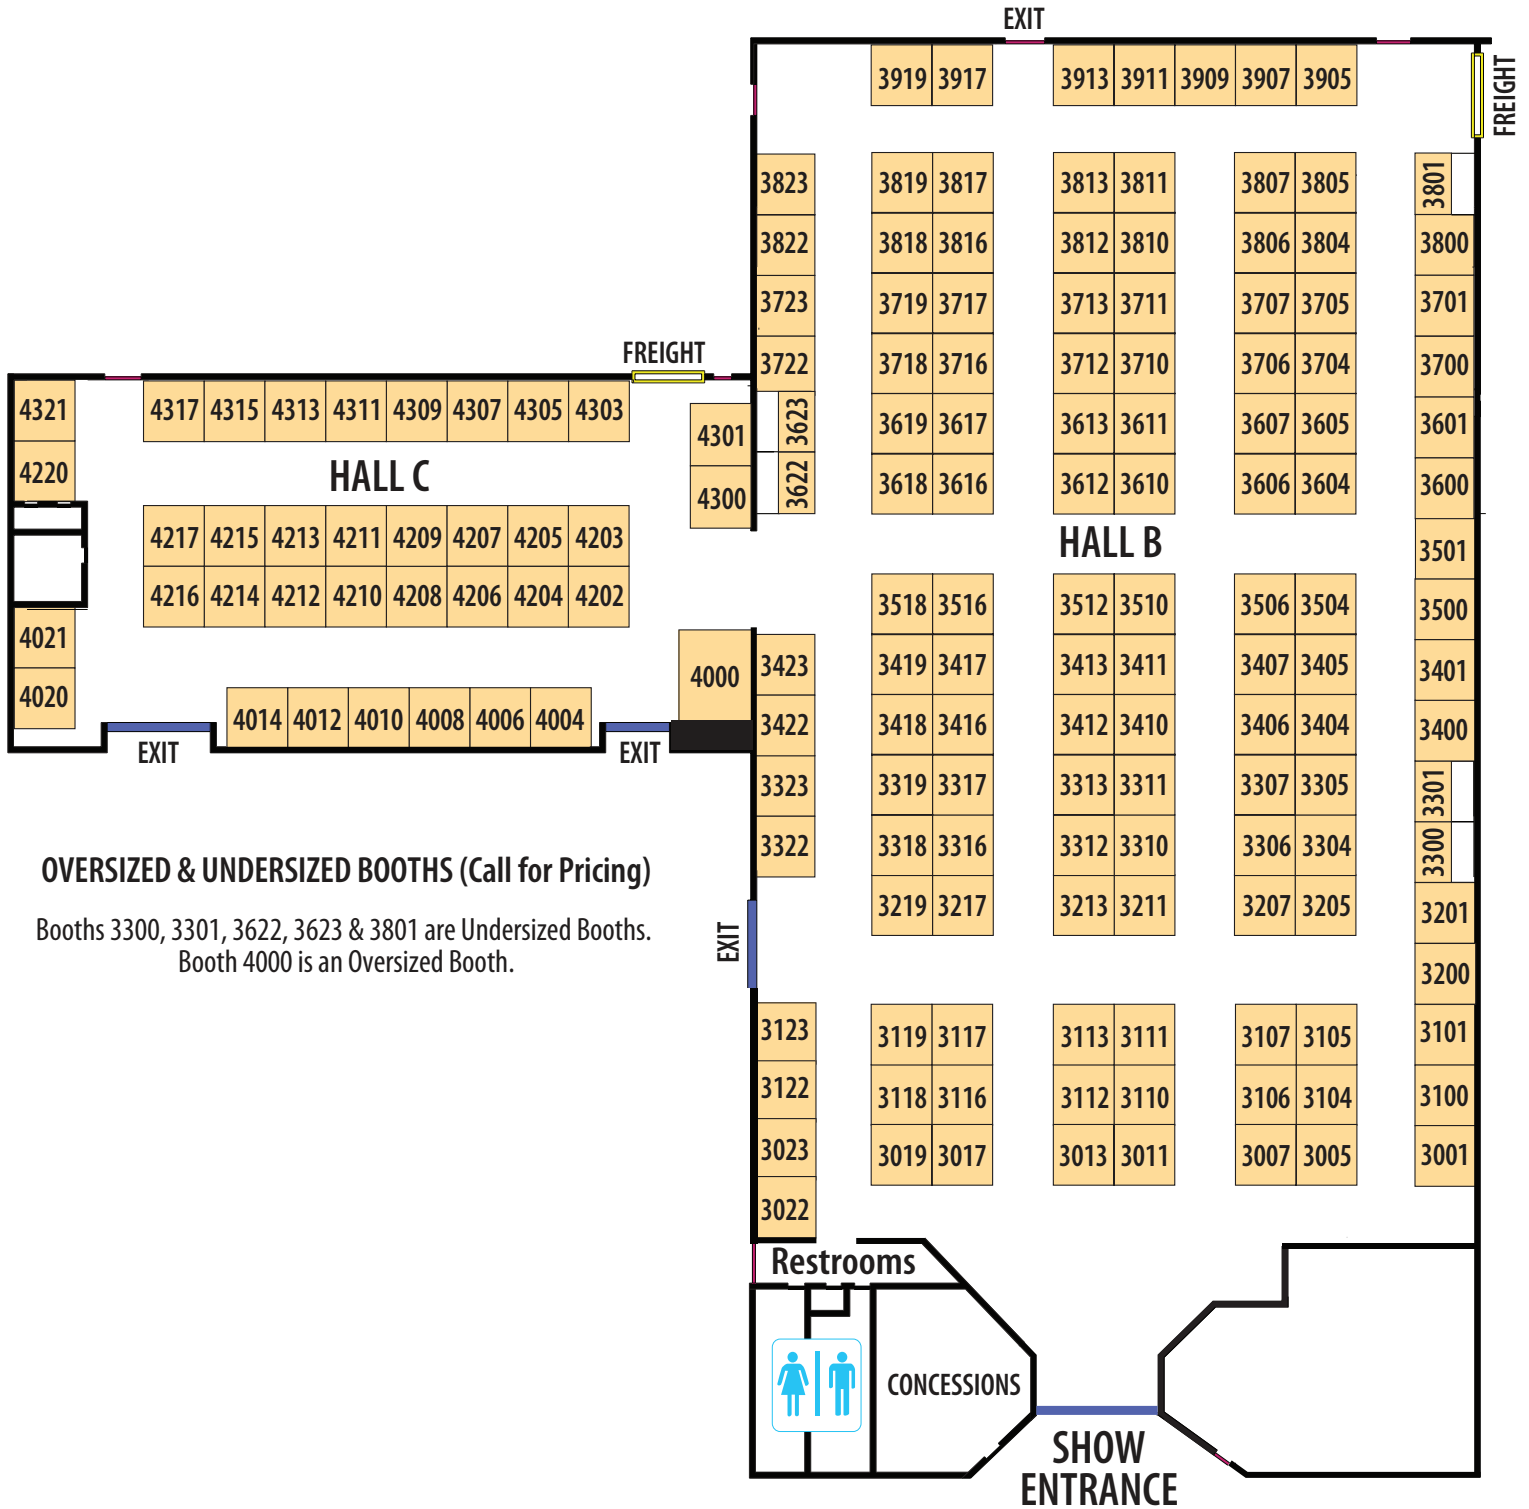 EXIT
FREIGHT
3919 3917 3913 3911 3909 3907 3905
3823 3819 3817 3813 3811 3807 3805 3801
3822 3818 3816 3812 3810 3806 3804 3800
3723 3719 3717 3713 3711 3707 3705 3701
3722 3718 3716 3712 3710 3706 3704 3700
3623 3619 3617 3613 3611 3607 3605 3601
3622 3618 3616 3612 3610 3606 3604 3600
HALL B
3501
3518 3516 3512 3510 3506 3504 3500
3423 3419 3417 3413 3411 3407 3405 3401
3422 3418 3416 3412 3410 3406 3404 3400
3323 3319 3317 3313 3311 3307 3305 3301
3322 3318 3316 3312 3310 3306 3304 3300
3219 3217 3213 3211 3207 3205 3201
EXIT
3200
3123 3119 3117 3113 3111 3107 3105 3101
3122 3118 3116 3112 3110 3106 3104 3100
3023 3019 3017 3013 3011 3007 3005 3001
3022
Restrooms
CONCESSIONS
SHOW
ENTRANCE
FREIGHT
4321 4317 4315 4313 4311 4309 4307 4305 4303 4301
4220
HALL C
4300
4217 4215 4213 4211 4209 4207 4205 4203
4216 4214 4212 4210 4208 4206 4204 4202
4021
4020
4000
4014 4012 4010 4008 4006 4004
EXIT
EXIT
OVERSIZED & UNDERSIZED BOOTHS (Call for Pricing)
Booths 3300, 3301, 3622, 3623 & 3801 are Undersized Booths.
Booth 4000 is an Oversized Booth.